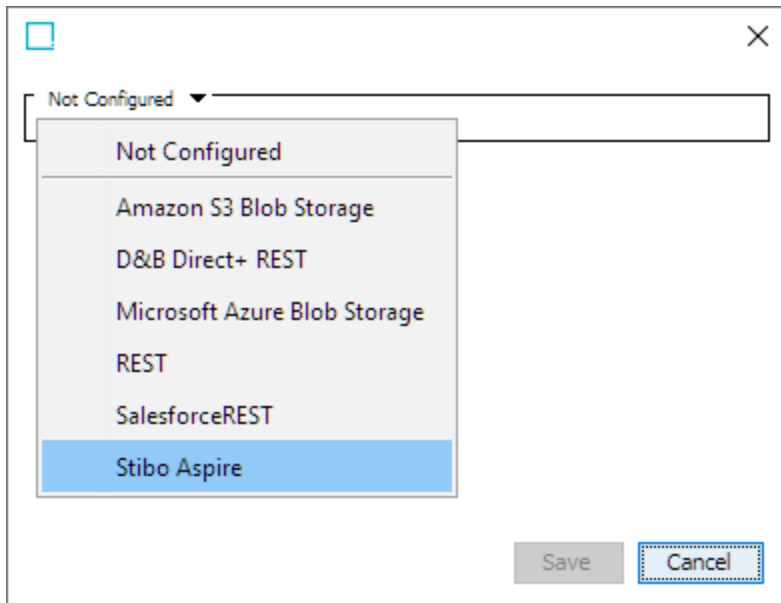 Not Configured
Not Configured
Amazon S3 Blob Storage
D&B Direct+ REST
Microsoft Azure Blob Storage
REST
SalesforceREST
Stibo Aspire
Save
Cancel